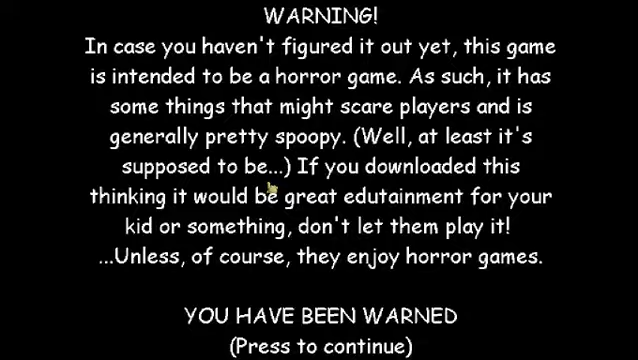 WARNING!
In case you haven't figured it out yet, this game
is intended to be a horror game. As such, it has
some things that might scare players and is
generally pretty spoopy. (Well, at least it's
supposed to be...) If you downloaded this
thinking it would be great edutainment for your
kid or something, don't let them play it!
...Unless, of course, they enjoy horror games.
YOU HAVE BEEN WARNED
(Press to continue)